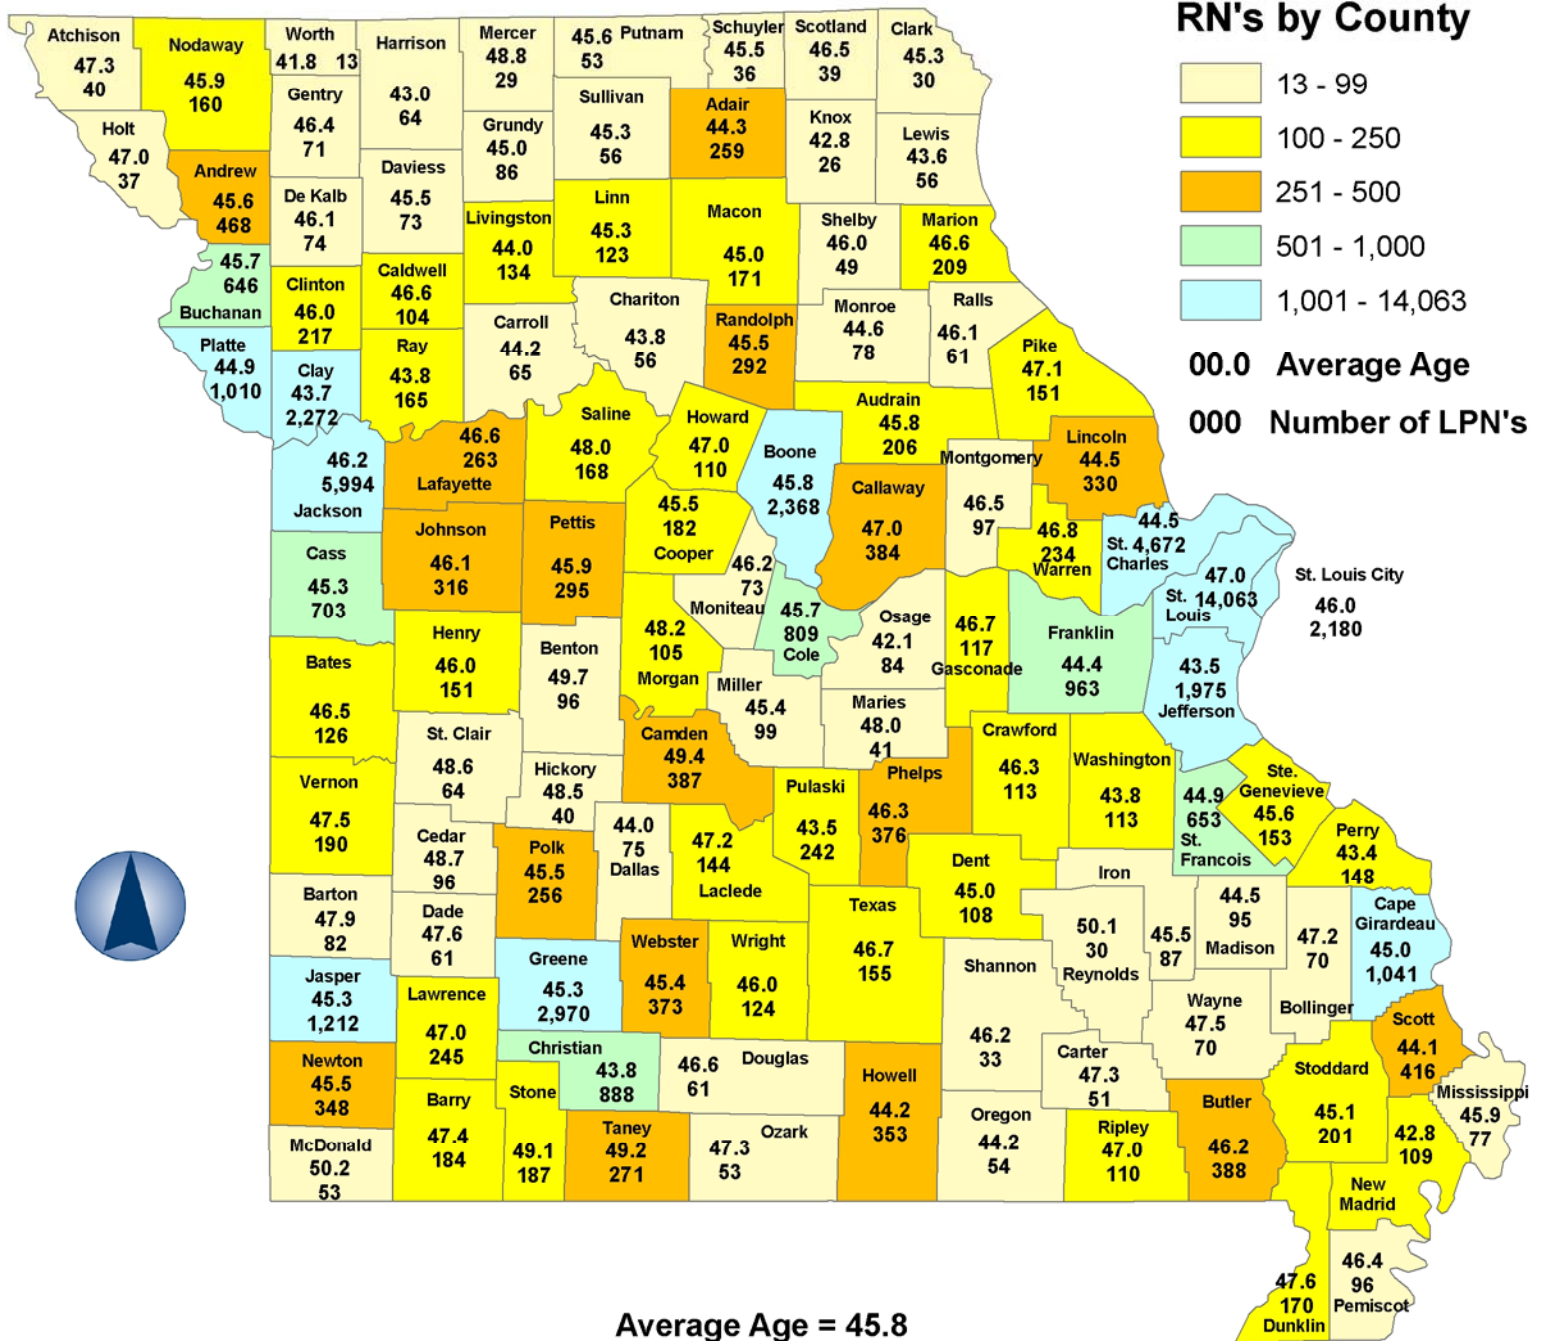 RN's by County
13 - 99
100 - 250
251 - 500
501 - 1,000
1,001 - 14,063
00.0 Average Age
000 Number of LPN's
Atchison
47.3
40
Nodaway
45.9
160
Worth
41.8 13
Harrison
43.0
64
Mercer
48.8
29
45.6 Putnam
53
Schuyler
45.5
36
Scotland
46.5
39
Clark
45.3
30
Holt
47.0
37
Andrew
45.6
468
Gentry
46.4
71
De Kalb
46.1
74
Daviess
45.5
73
Grundy
45.0
86
Sullivan
45.3
56
Adair
44.3
259
Knox
42.8
26
Lewis
43.6
56
Livingston
44.0
134
Linn
45.3
123
Macon
45.0
171
Shelby
46.0
49
Marion
46.6
209
45.7
646
Buchanan
Clinton
46.0
217
Caldwell
46.6
104
Platte
44.9
1,010
Clay
43.7
2,272
Ray
43.8
165
Carroll
44.2
65
Chariton
43.8
56
Randolph
45.5
292
Monroe
44.6
78
Ralls
46.1
61
Pike
47.1
151
46.2
5,994
Jackson
46.6
263
Lafayette
Saline
48.0
168
Howard
47.0
110
Boone
45.8
2,368
Audrain
45.8
206
Callaway
47.0
384
Montgomery
46.5
97
Lincoln
44.5
330
46.8
234
Warren
44.5
St. 4,672
Charles
47.0
St. 14,063
Louis
St. Louis City
46.0
2,180
Cass
45.3
703
Johnson
46.1
316
Pettis
45.9
295
45.5
182
Cooper
46.2
73
Moniteau
45.7
809
Cole
Osage
42.1
84
46.7
117
Gasconade
Franklin
44.4
963
43.5
1,975
Jefferson
Bates
46.5
126
Henry
46.0
151
Benton
49.7
96
48.2
105
Morgan
Miller
45.4
99
Maries
48.0
41
St. Clair
48.6
64
Hickory
48.5
40
Camden
49.4
387
Pulaski
43.5
242
Phelps
46.3
376
Crawford
46.3
113
Washington
43.8
113
44.9
653
St.
Francois
Ste.
Genevieve
45.6
153
Perry
43.4
148
Vernon
47.5
190
Cedar
48.7
96
Polk
45.5
256
44.0
75
Dallas
47.2
144
Laclede
Dent
45.0
108
Iron
45.5
87
44.5
95
Madison
47.2
70
Bollinger
Cape
Girardeau
45.0
1,041
Barton
47.9
82
Dade
47.6
61
Greene
45.3
2,970
Webster
45.4
373
Wright
46.0
124
Texas
46.7
155
Shannon
46.2
33
50.1
30
Reynolds
Wayne
47.5
70
Scott
44.1
416
Jasper
45.3
1,212
Lawrence
47.0
245
Christian
43.8
888
46.6 Douglas
61
Howell
44.2
353
Carter
47.3
51
Stoddard
45.1
201
Mississippi
45.9
77
Newton
45.5
348
McDonald
50.2
53
Barry
47.4
184
Stone
49.1
187
Taney
49.2
271
Ozark
47.3
53
Oregon
44.2
54
Ripley
47.0
110
Butler
46.2
388
42.8
109
New
Madrid
47.6
170
Dunklin
46.4
96
Pemiscot
Average Age = 45.8